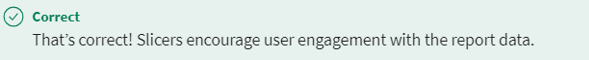 Correct
That’s correct! Slicers encourage user engagement with the report data.